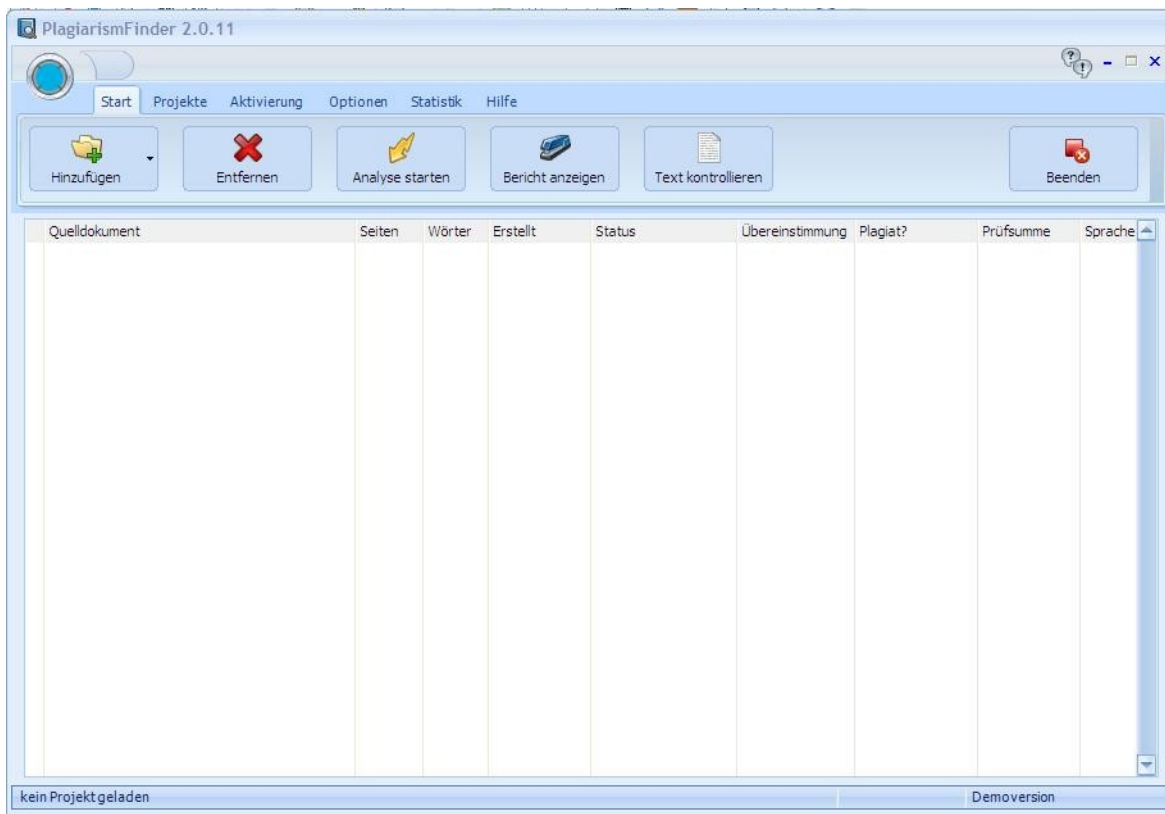 PlagiarismFinder 2.0.11
Start Projekte Aktivierung Optionen Statistik Hilfe
Hinzufügen Entfernen Analyse starten Bericht anzeigen Text kontrollieren Beenden
Quelldokument Seiten Wörter Erstellt Status Übereinstimmung Plagiat? Prüfsumme Sprache
kein Projekt geladen Demoversion